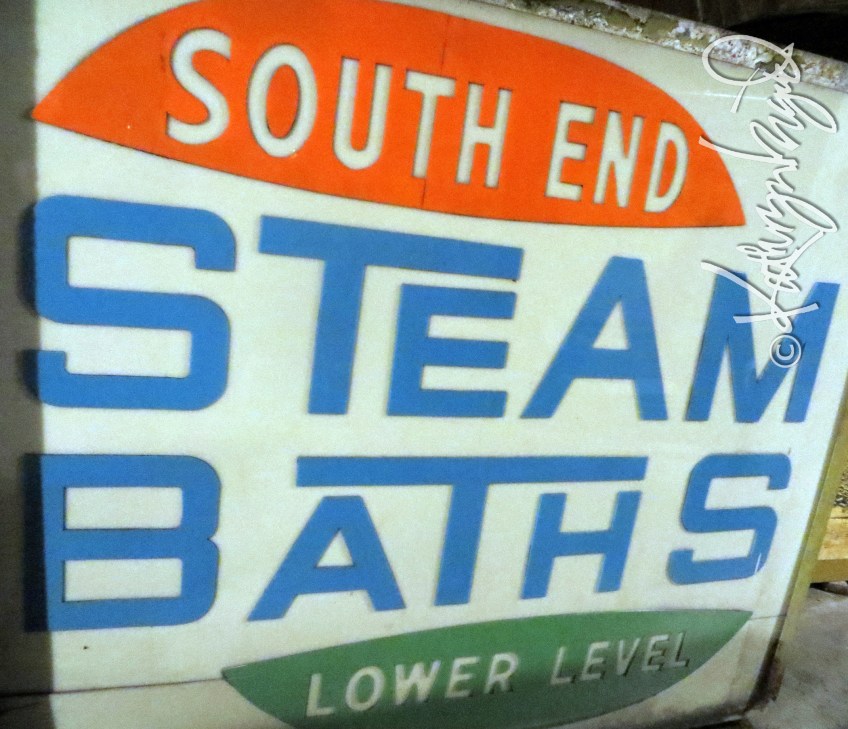 SOUTH END
STEAM
BATHS
LOWER LEVEL
©